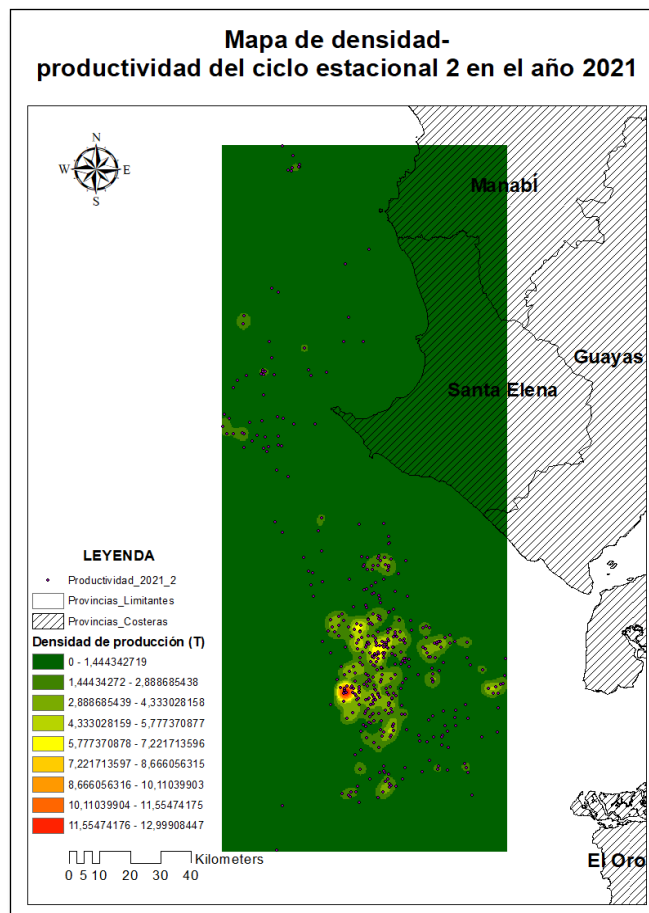 Mapa de densidad-
productividad del ciclo estacional 2 en el año 2021
N
W
E
S
Manabí
Guayas
Santa Elena
LEYENDA
Productividad_2021_2
Provincias_Limitantes
Provincias_Costeras
Densidad de producción (T)
0 - 1,444342719
1,44434272 - 2,888685438
2,888685439 - 4,333028158
4,333028159 - 5,777370877
5,777370878 - 7,221713596
7,221713597 - 8,666056315
8,666056316 - 10,11039903
10,11039904 - 11,55474175
11,55474176 - 12,99908447
Kilometers
0 5 10 20 30 40
El Oro